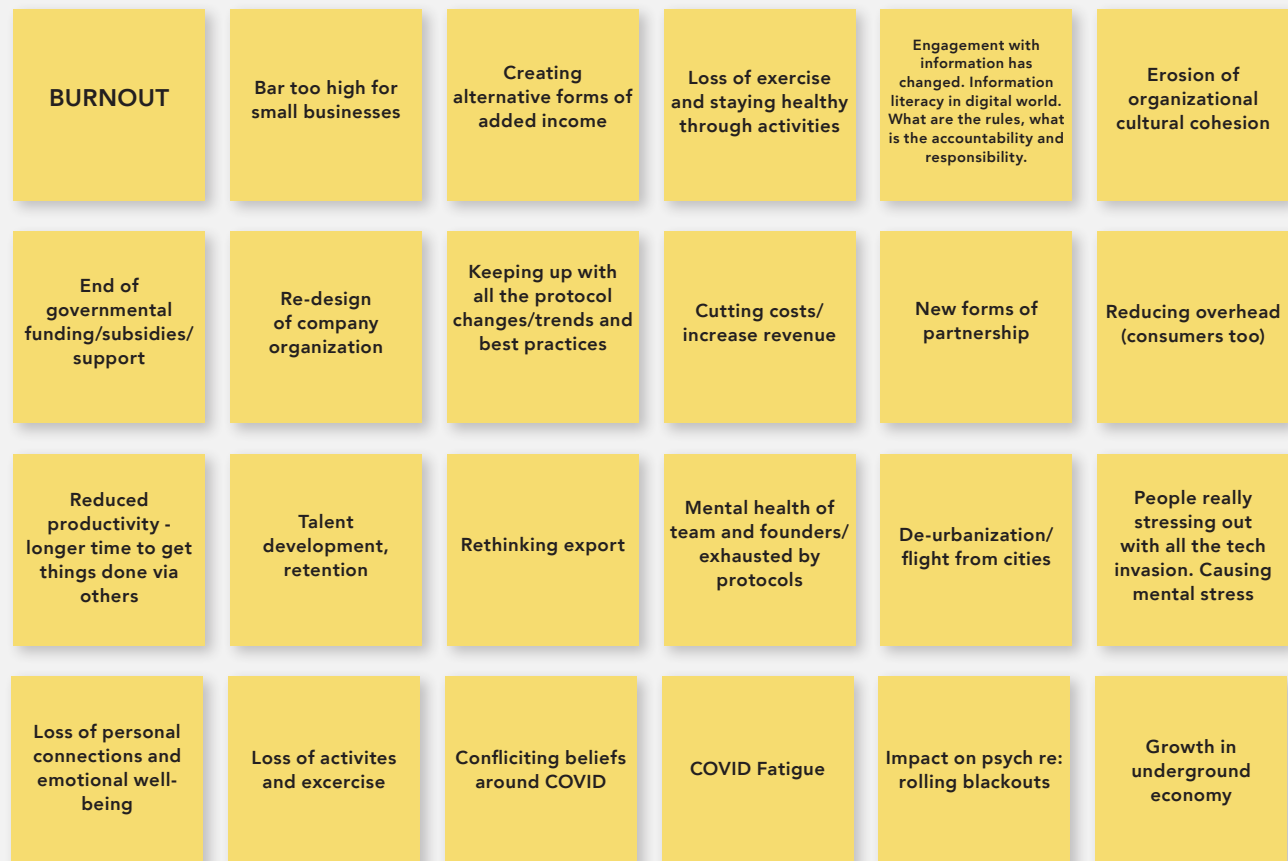 BURNOUT
Bar too high for
small businesses
Creating
alternative forms of
added income
Loss of exercise
and staying healthy
through activities
Engagement with
information has
changed. Information
literacy in digital world.
What are the rules, what
is the accountability and
responsibility.
Erosion of
organizational
cultural cohesion
End of
governmental
funding/subsidies/
support
Re-design
of company
organization
Keeping up with
all the protocol
changes/trends and
best practices
Cutting costs/
increase revenue
New forms of
partnership
Reducing overhead
(consumers too)
Reduced
productivity -
longer time to get
things done via
others
Talent
development,
retention
Rethinking export
Mental health of
team and founders/
exhausted by
protocols
De-urbanization/
flight from cities
People really
stressing out
with all the tech
invasion. Causing
mental stress
Loss of personal
connections and
emotional well-
being
Loss of activites
and excercise
Confliciting beliefs
around COVID
COVID Fatigue
Impact on psych re:
rolling blackouts
Growth in
underground
economy